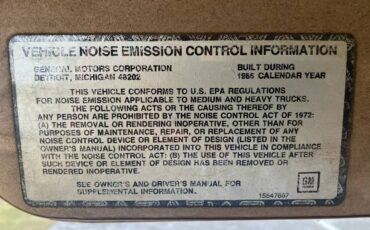 VEHICLE NOISE EMISSION CONTROL INFORMATION
GENERAL MOTORS CORPORATION BUILT DURING
DETROIT, MICHIGAN 48202 1985 CALENDAR YEAR
THIS VEHICLE CONFORMS TO U.S. EPA REGULATIONS
FOR NOISE EMISSION APPLICABLE TO MEDIUM AND HEAVY TRUCKS.
THE FOLLOWING ACTS OR THE CAUSING THEREOF BY
ANY PERSON ARE PROHIBITED BY THE NOISE CONTROL ACT OF 1972:
(A) THE REMOVAL OR RENDERING INOPERATIVE, OTHER THAN FOR
PURPOSES OF MAINTENANCE, REPAIR, OR REPLACEMENT OF ANY
NOISE CONTROL DEVICE OR ELEMENT OF DESIGN (LISTED IN THE
OWNER'S MANUAL) INCORPORATED INTO THIS VEHICLE IN COMPLIANCE
WITH THE NOISE CONTROL ACT: (B) THE USE OF THIS VEHICLE AFTER
SUCH DEVICE OR ELEMENT OF DESIGN HAS BEEN REMOVED OR
RENDERED INOPERATIVE.
SEE OWNER'S AND DRIVER'S MANUAL FOR
SUPPLEMENTAL INFORMATION.
GM